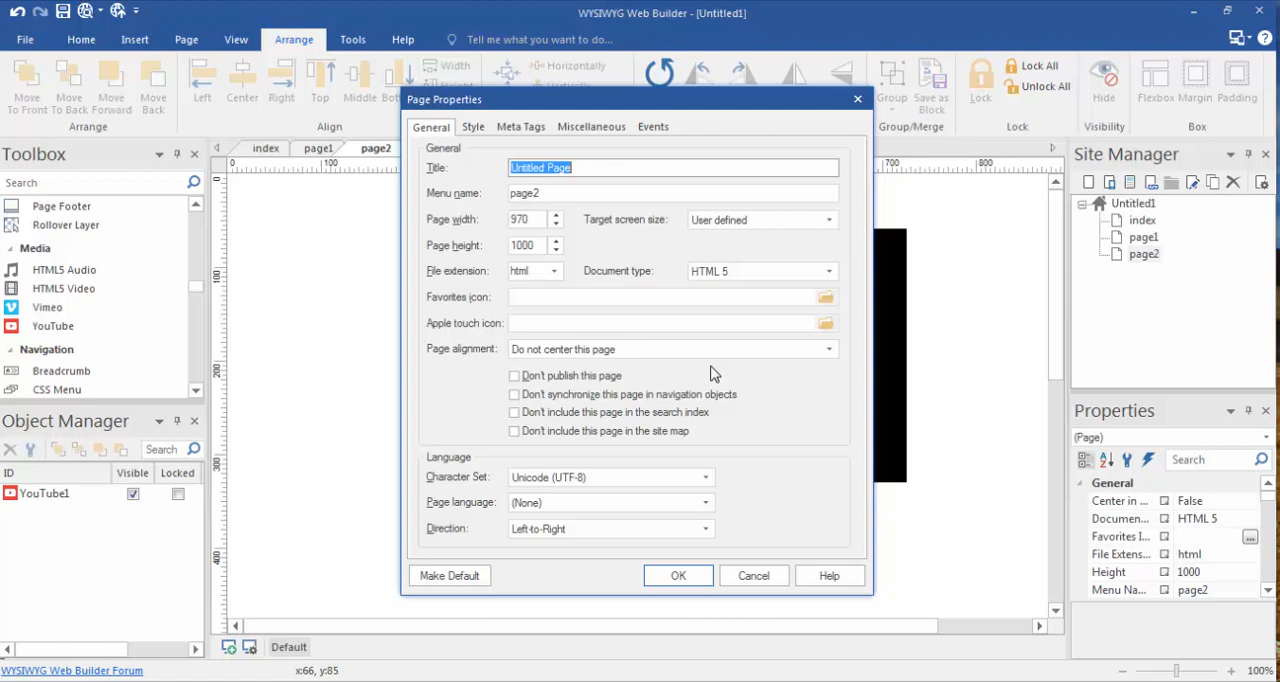 WYSIWYG Web Builder - [Untitled1]
File Home Insert Page View Arrange Tools Help Tell me what you want to do...
Move To Front
Move To Back
Move Forward
Move Back
Left Center Right Top Middle Bottom
Width
Horizontally
Group
Save as Block
Lock
Lock All
Unlock All
Hide
Flexbox Margin Padding
Arrange Align Group/Merge Lock Visibility Box
Toolbox
Search
Page Footer
Rollover Layer
Media
HTML5 Audio
HTML5 Video
Vimeo
YouTube
Navigation
Breadcrumb
CSS Menu
Object Manager
Search
ID Visible Locked
YouTube1
WYSIWYG Web Builder Forum
index page1 page2
0 100 700 800
0
100
200
300
400
Page Properties
General Style Meta Tags Miscellaneous Events
General
Title: Untitled Page
Menu name: page2
Page width: 970 Target screen size: User defined
Page height: 1000
File extension: html Document type: HTML 5
Favorites icon:
Apple touch icon:
Page alignment: Do not center this page
Don't publish this page
Don't synchronize this page in navigation objects
Don't include this page in the search index
Don't include this page in the site map
Language
Character Set: Unicode (UTF-8)
Page language: (None)
Direction: Left-to-Right
Make Default OK Cancel Help
Default
x:66, y:85
Site Manager
Untitled1
index
page1
page2
Properties
(Page)
Search
General
Center in ... False
Documen... HTML 5
Favorites I...
File Extens... html
Height 1000
Menu Na... page2
100%